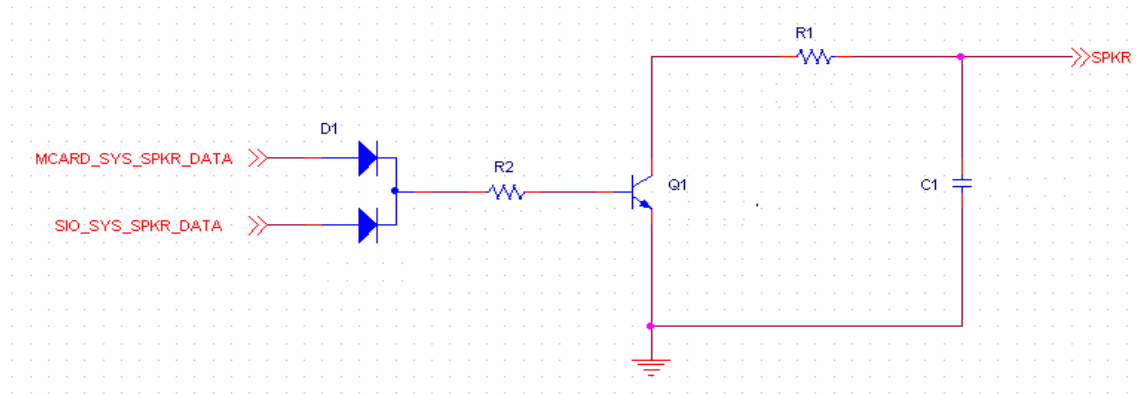 R1
SPKR
D1
MCARD_SYS_SPKR_DATA
R2
Q1
C1
SIO_SYS_SPKR_DATA